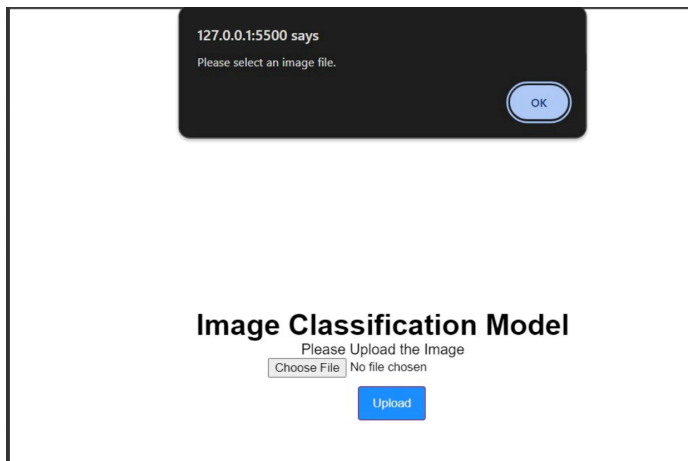 127.0.0.1:5500 says
Please select an image file.
OK
Image Classification Model
Please Upload the Image
Choose File No file chosen
Upload